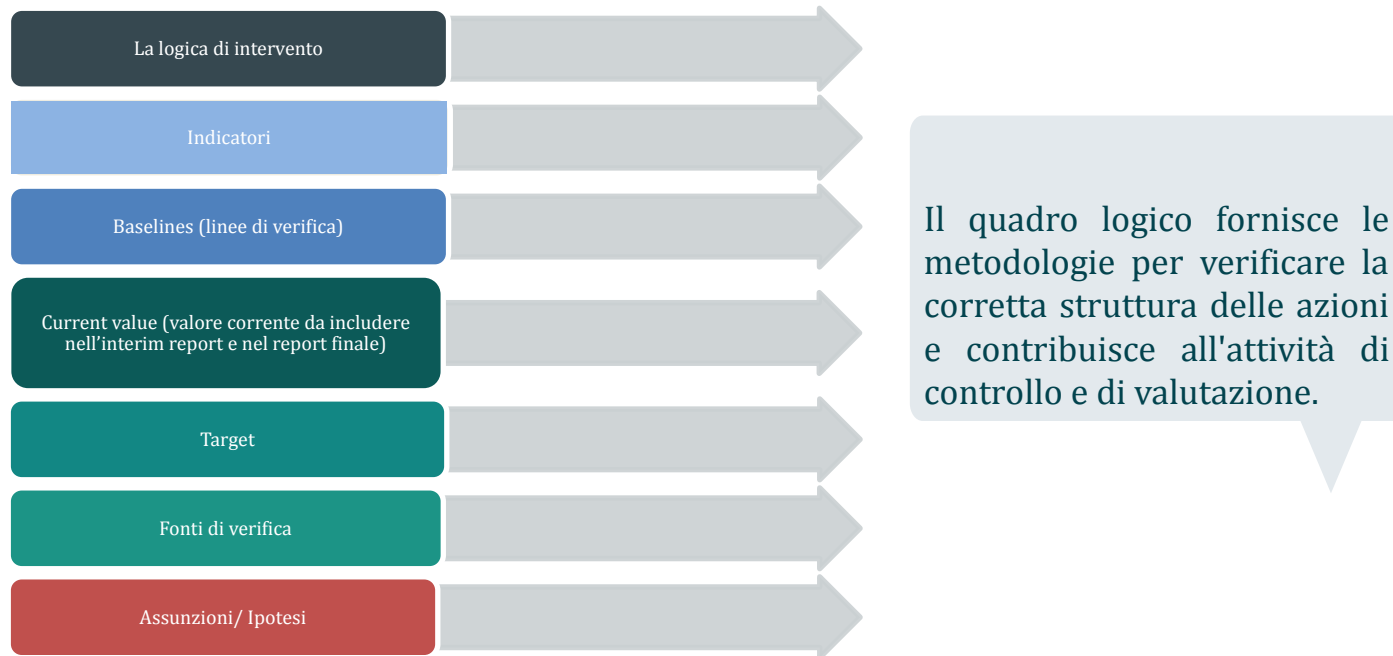 La logica di intervento
Indicatori
Baselines (linee di verifica)
Current value (valore corrente da includere
nell'interim report e nel report finale)
Target
Fonti di verifica
Assunzioni/ Ipotesi
Il quadro logico fornisce le
metodologie per verificare la
corretta struttura delle azioni
e contribuisce all'attività di
controllo e di valutazione.